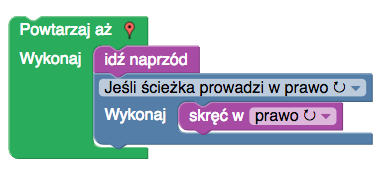 Powtarzaj aż
Wykonaj idź naprzód
Jeśli ścieżka prowadzi w prawo ↻
Wykonaj skręć w prawo ↻